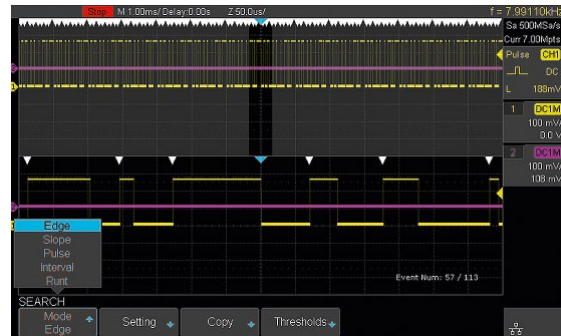 Stop M 1.00ms/ Delay:0.00s Z 50.0us/ f = 7.99110kHz
Sa 500MSa/s
Curr 7.00Mpts
Pulse CH1
DC
L 188mV
1 DC1M
100 mV/
0.0 V
2 DC1M
100 mV/
108 mV
Edge
Slope
Pulse
Interval
Runt
Event Num: 57 / 113
SEARCH
Mode
Edge
Setting
Copy
Thresholds